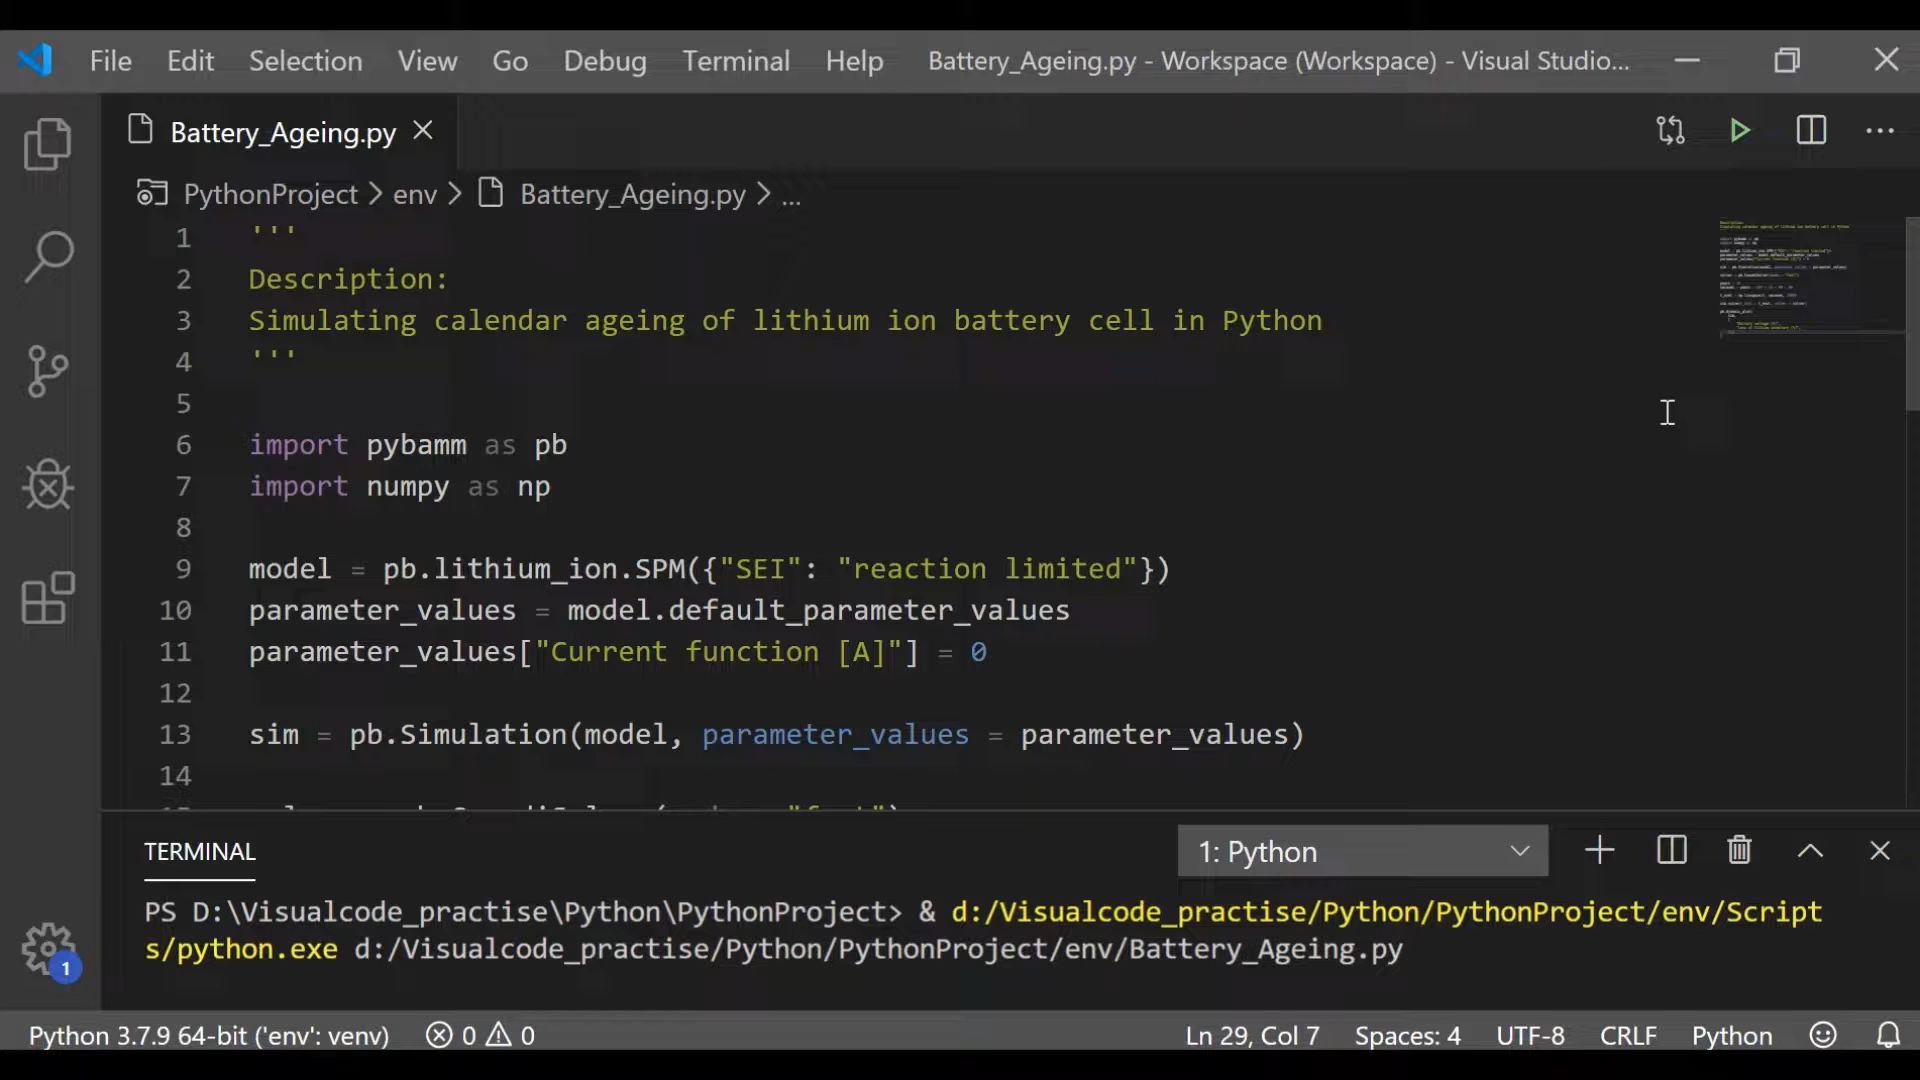 File Edit Selection View Go Debug Terminal Help Battery_Ageing.py - Workspace (Workspace) - Visual Studio...
Battery_Ageing.py
PythonProject > env > Battery_Ageing.py > ...
1 '''
2 Description:
3 Simulating calendar ageing of lithium ion battery cell in Python
4 '''
5
6 import pybamm as pb
7 import numpy as np
8
9 model = pb.lithium_ion.SPM({"SEI": "reaction limited"})
10 parameter_values = model.default_parameter_values
11 parameter_values["Current function [A]"] = 0
12
13 sim = pb.Simulation(model, parameter_values = parameter_values)
14
TERMINAL 1: Python
PS D:\Visualcode_practise\Python\PythonProject> & d:/Visualcode_practise/Python/PythonProject/env/Script
s/python.exe d:/Visualcode_practise/Python/PythonProject/env/Battery_Ageing.py
1
Python 3.7.9 64-bit ('env': venv) 0 0 Ln 29, Col 7 Spaces: 4 UTF-8 CRLF Python